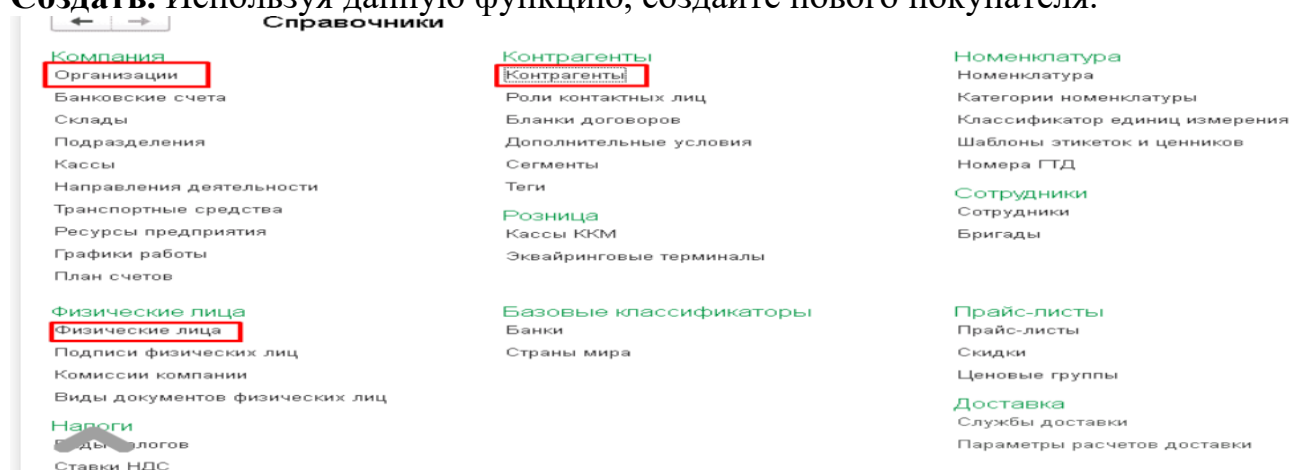 Создать. Используя данную функцию, создайте нового покупателя.
Справочники
Компания
Организации
Банковские счета
Склады
Подразделения
Кассы
Направления деятельности
Транспортные средства
Ресурсы предприятия
Графики работы
План счетов
Контрагенты
Контрагенты
Роли контактных лиц
Бланки договоров
Дополнительные условия
Сегменты
Теги
Розница
Кассы ККМ
Эквайринговые терминалы
Номенклатура
Номенклатура
Категории номенклатуры
Классификатор единиц измерения
Шаблоны этикеток и ценников
Номера ГТД
Сотрудники
Сотрудники
Бригады
Физические лица
Физические лица
Подписи физических лиц
Комиссии компании
Виды документов физических лиц
Налоги
Ставки НДС
Базовые классификаторы
Банки
Страны мира
Прайс-листы
Прайс-листы
Скидки
Ценовые группы
Доставка
Службы доставки
Параметры расчетов доставки